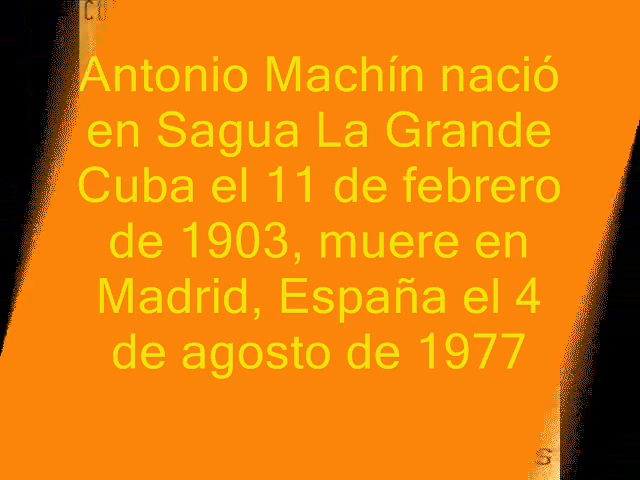 Antonio Machín nació
en Sagua La Grande
Cuba el 11 de febrero
de 1903, muere en
Madrid, España el 4
de agosto de 1977